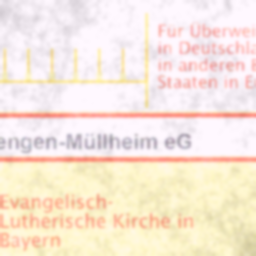 Für Überwei
in Deutschla
in anderen E
Staaten in E
engen-Müllheim eG
Evangelisch-
Lutherische Kirche in
Bayern